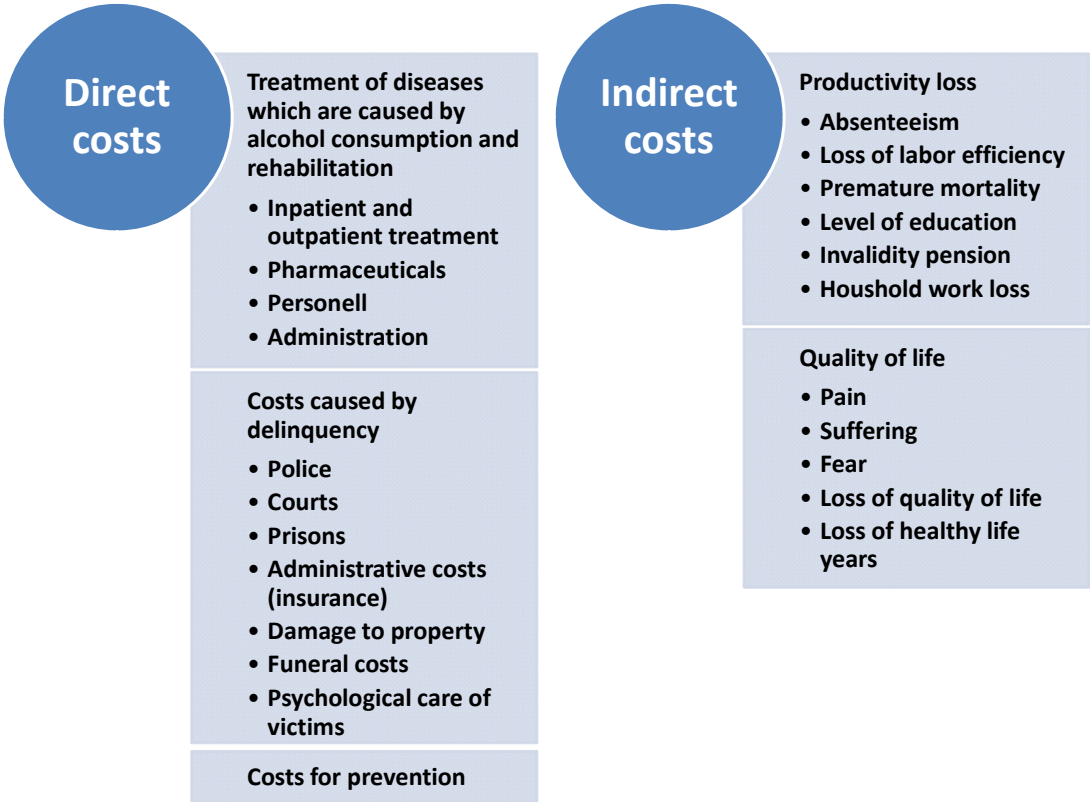 Direct
costs
Treatment of diseases
which are caused by
alcohol consumption and
rehabilitation
• Inpatient and
outpatient treatment
• Pharmaceuticals
• Personell
• Administration
Costs caused by
delinquency
• Police
• Courts
• Prisons
• Administrative costs
(insurance)
• Damage to property
• Funeral costs
• Psychological care of
victims
Costs for prevention
Indirect
costs
Productivity loss
• Absenteeism
• Loss of labor efficiency
• Premature mortality
• Level of education
• Invalidity pension
• Houshold work loss
Quality of life
• Pain
• Suffering
• Fear
• Loss of quality of life
• Loss of healthy life
years